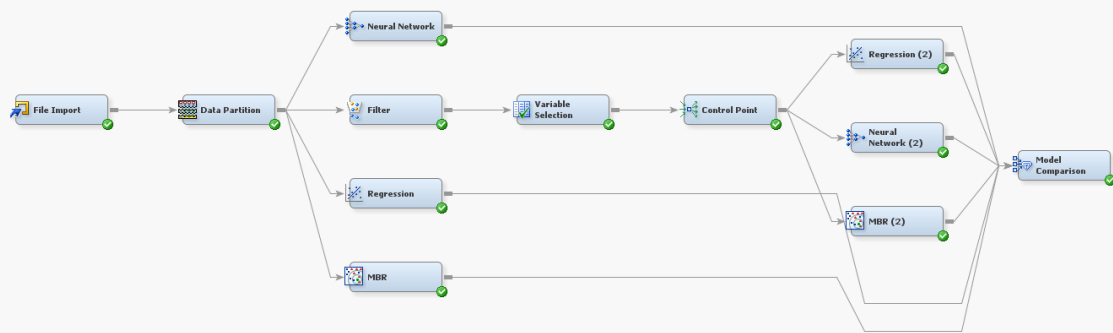 Neural Network
Regression (2)
File Import
Data Partition
Filter
Variable
Selection
Control Point
Neural
Network (2)
Model
Comparison
Regression
MBR (2)
MBR